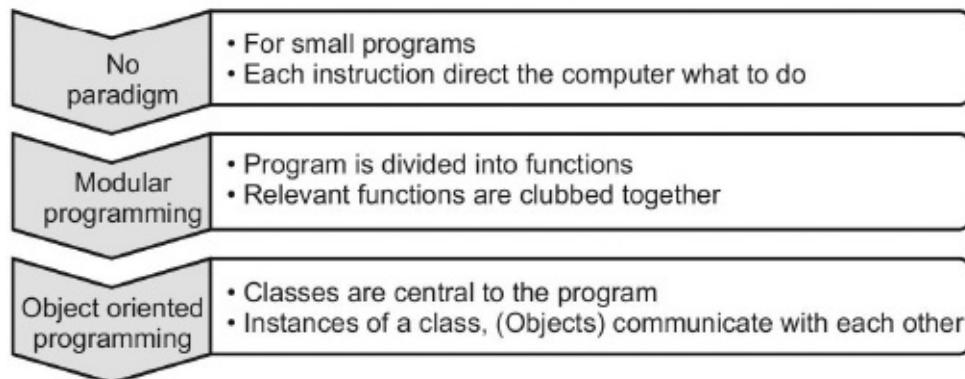 No
paradigm
• For small programs
• Each instruction direct the computer what to do
Modular
programming
• Program is divided into functions
• Relevant functions are clubbed together
Object oriented
programming
• Classes are central to the program
• Instances of a class, (Objects) communicate with each other